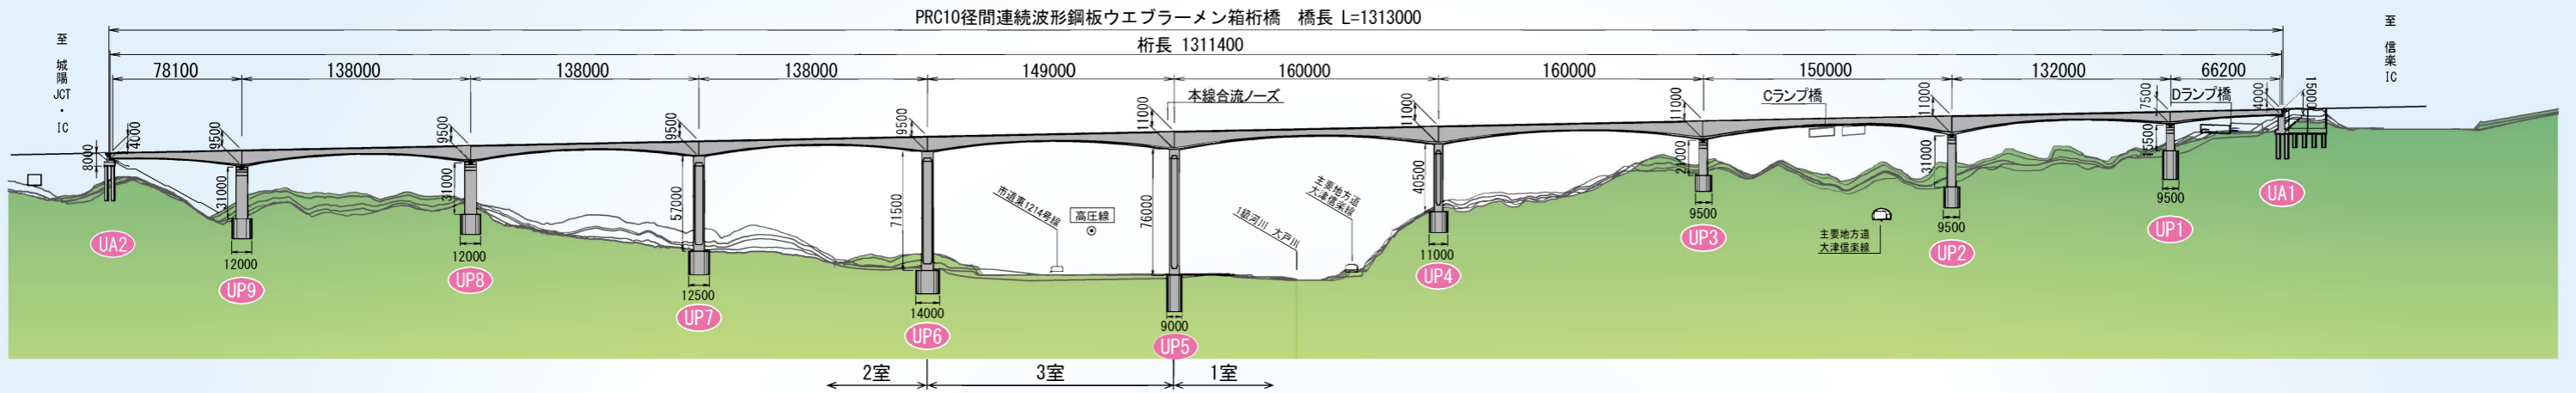 PRC10径間連続波形鋼板ウエブラーメン箱桁橋 橋長 L=1313000
桁長 1311400
至 城陽JCT・IC
至 信楽IC
78100 138000 138000 138000 149000 160000 160000 150000 132000 66200
本線合流ノーズ
Cランプ橋
Dランプ橋
8000
4000
9500
9500
9500
9500
11000
11000
11000
11000
7500
4000
15000
31000
31000
57000
71500
76000
40500
21000
31000
15500
市道東1214号線
高圧線
1級河川 大戸川
主要地方道
大津信楽線
主要地方道
大津信楽線
12000
12000
12500
14000
9000
11000
9500
9500
9500
UA2
UP9
UP8
UP7
UP6
UP5
UP4
UP3
UP2
UP1
UA1
2室
3室
1室